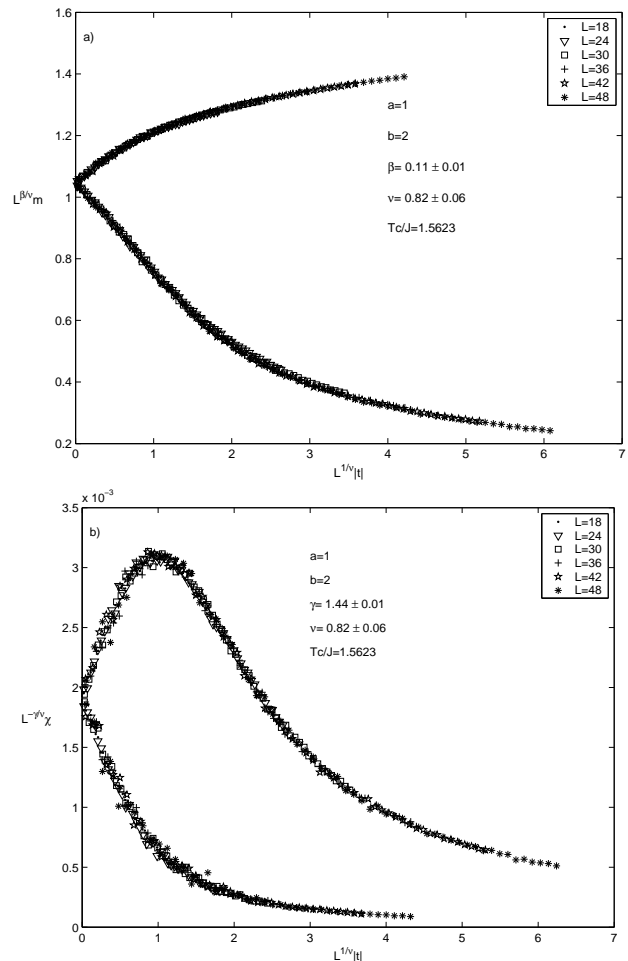 a)
1.6
1.4
1.2
1
0.8
0.6
0.4
0.2
L^{β/ν}m
0 1 2 3 4 5 6 7
L^{1/ν}|t|
L=18
L=24
L=30
L=36
L=42
L=48
a=1
b=2
β= 0.11 ± 0.01
ν= 0.82 ± 0.06
Tc/J=1.5623
x 10^{−3}
b)
3.5
3
2.5
2
1.5
1
0.5
0
L^{−γ/ν}χ
0 1 2 3 4 5 6 7
L^{1/ν}|t|
L=18
L=24
L=30
L=36
L=42
L=48
a=1
b=2
γ= 1.44 ± 0.01
ν= 0.82 ± 0.06
Tc/J=1.5623